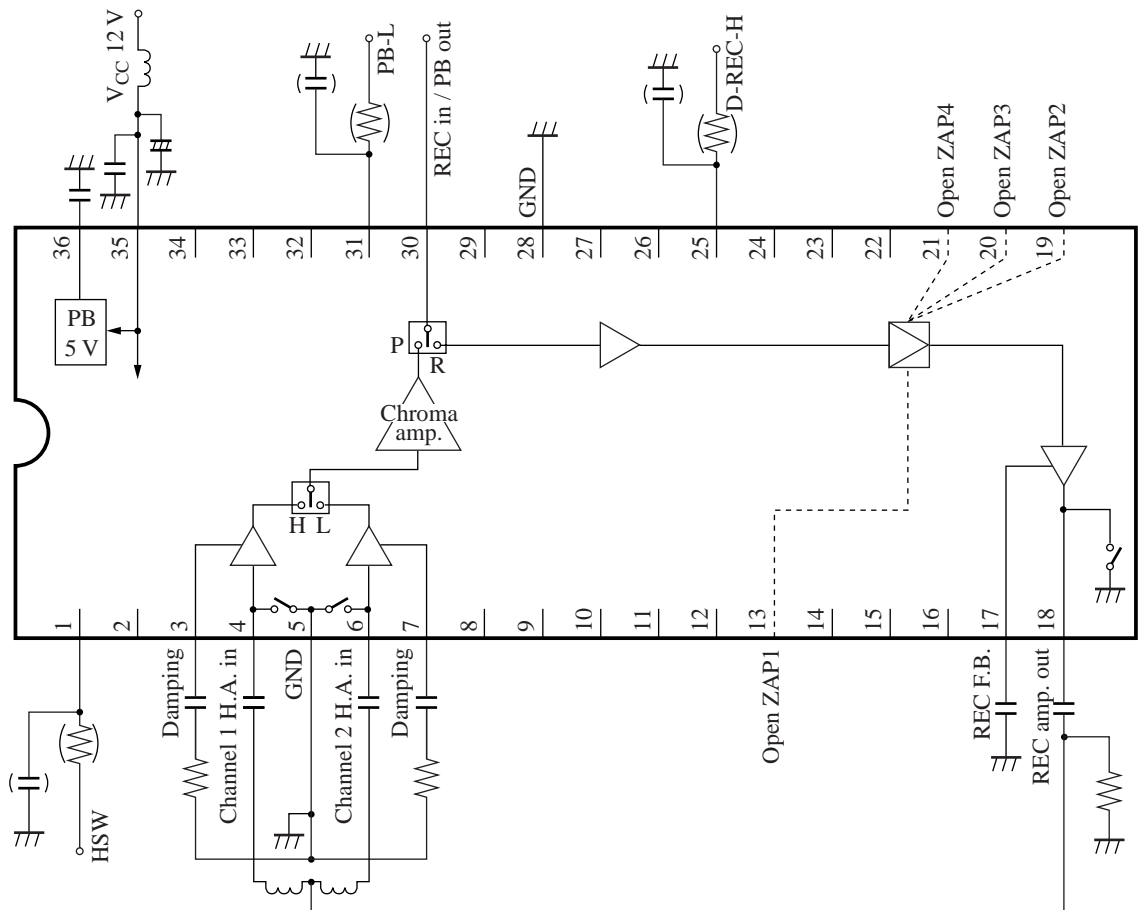 VCC 12 V
PB-L
REC in / PB out
GND
D-REC-H
Open ZAP4
Open ZAP3
Open ZAP2
36
35
34
33
32
31
30
29
28
27
26
25
24
23
22
21
20
19
PB
5 V
P
R
Chroma
amp.
H L
1
2
3
4
5
6
7
8
9
10
11
12
13
14
15
16
17
18
HSW
Damping
Channel 1 H.A. in
GND
Channel 2 H.A. in
Damping
Open ZAP1
REC F.B.
REC amp. out